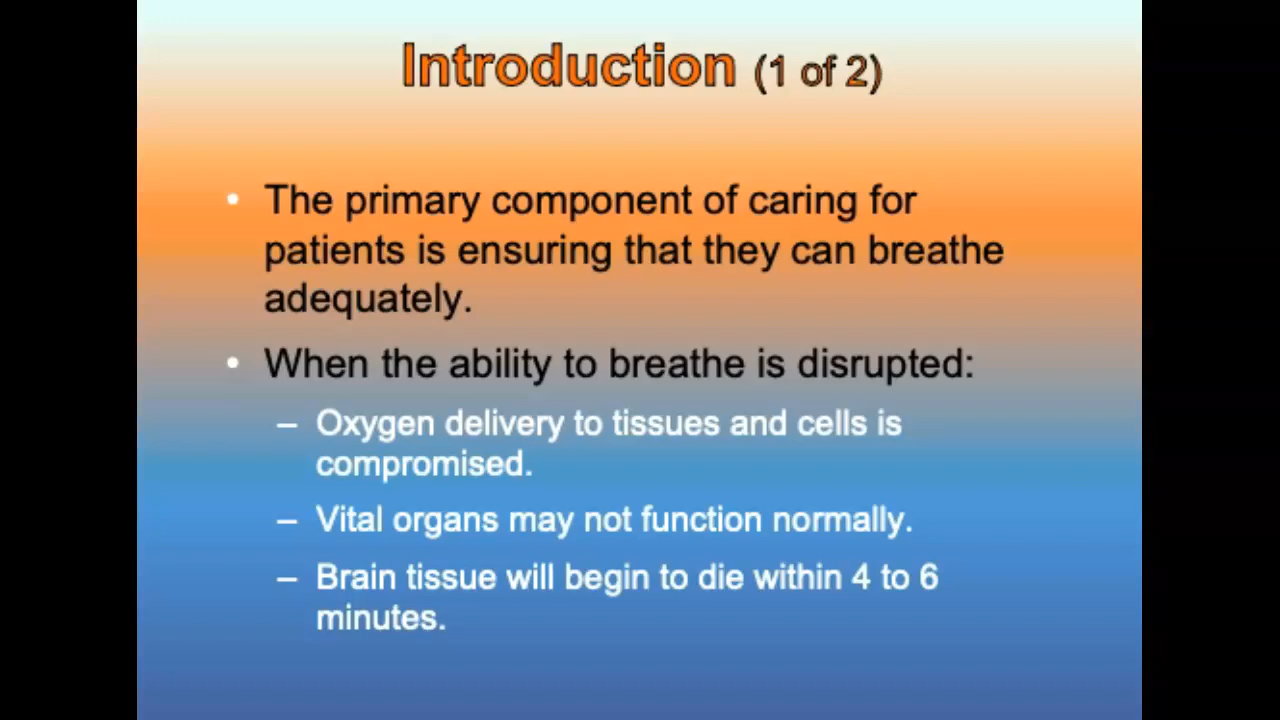 Introduction (1 of 2)
• The primary component of caring for
patients is ensuring that they can breathe
adequately.
• When the ability to breathe is disrupted:
– Oxygen delivery to tissues and cells is
compromised.
– Vital organs may not function normally.
– Brain tissue will begin to die within 4 to 6
minutes.